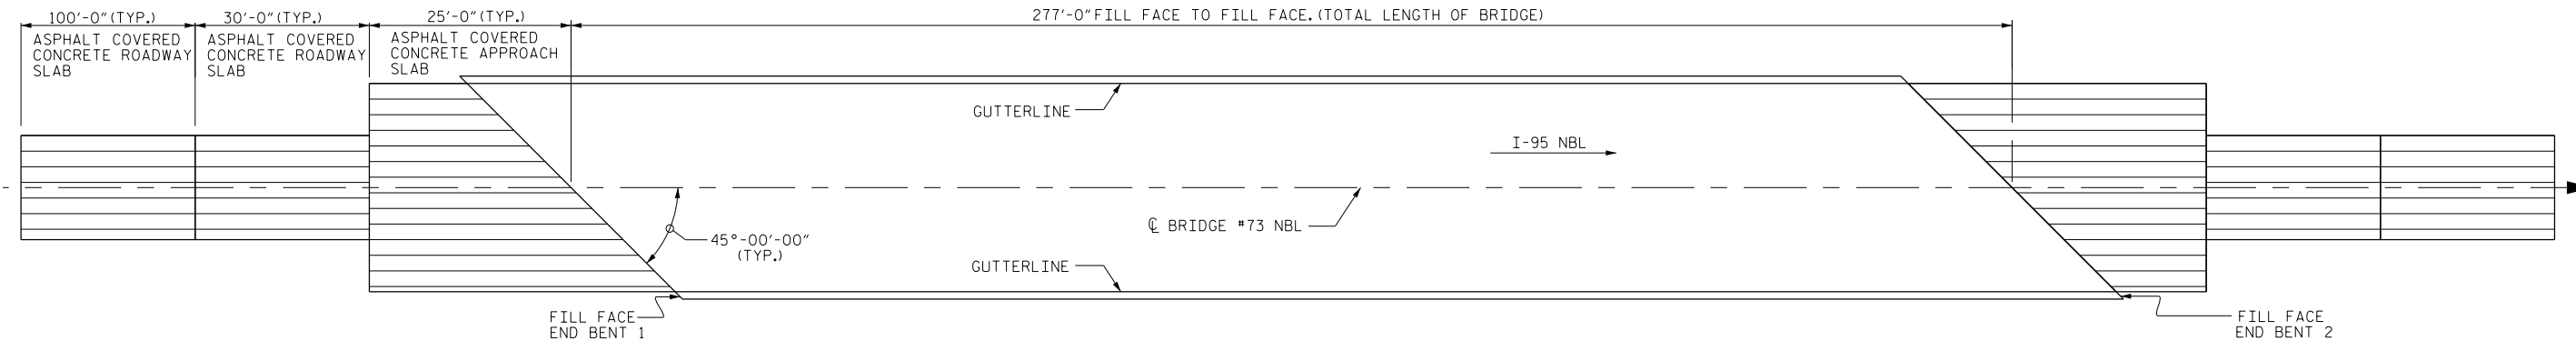 100'-0"(TYP.)
30'-0"(TYP.)
25'-0"(TYP.)
277'-0"FILL FACE TO FILL FACE.(TOTAL LENGTH OF BRIDGE)
ASPHALT COVERED
CONCRETE ROADWAY
SLAB
ASPHALT COVERED
CONCRETE ROADWAY
SLAB
ASPHALT COVERED
CONCRETE APPROACH
SLAB
GUTTERLINE
I-95 NBL
℄ BRIDGE #73 NBL
45°-00'-00"
(TYP.)
GUTTERLINE
FILL FACE
END BENT 1
FILL FACE
END BENT 2